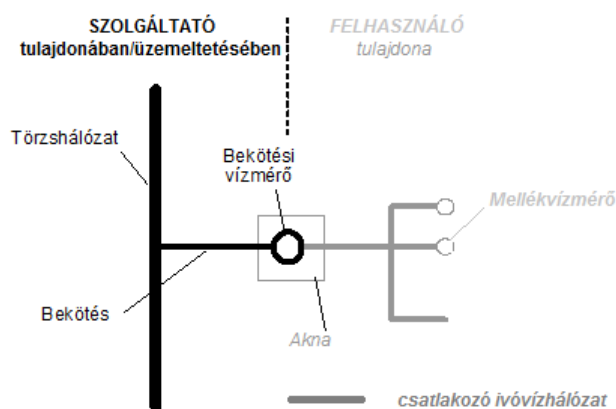 SZOLGÁLTATÓ
tulajdonában/üzemeltetésében
FELHASZNÁLÓ
tulajdona
Törzshálózat
Bekötési
vízmérő
Mellékvízmérő
Bekötés
Akna
csatlakozó ivóvízhálózat